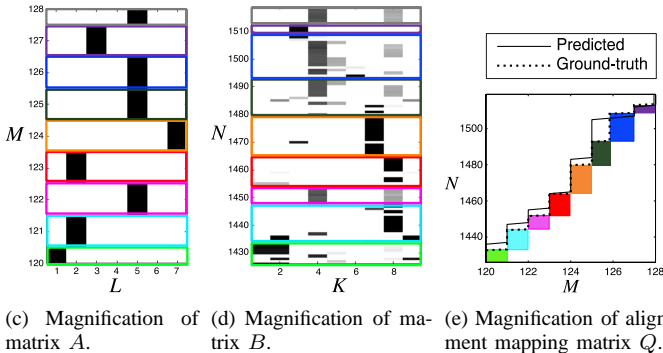 128
127
126
125
M 124
123
122
121
120
1 2 3 4 5 6 7
L
1510
1500
1490
N 1480
1470
1460
1450
1440
1430
2 4 6 8
K
Predicted
Ground-truth
1500
N 1480
1460
1440
120 122 124 126 128
M
(c) Magnification of matrix A.
(d) Magnification of matrix B.
(e) Magnification of alignment mapping matrix Q.